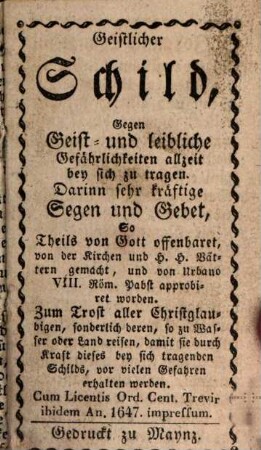 Geistlicher
Schild,
Gegen
Geist- und leibliche
Gefährlichkeiten allzeit
bey sich zu tragen.
Darinn sehr kräftige
Segen und Gebet,
So
Theils von Gott offenbaret,
von der Kirchen und H. H. Vät-
tern gemacht, und von Urbano
VIII. Röm. Pabst approbi-
ret worden.
Zum Trost aller Christglau-
bigen, sonderlich deren, so zu Was-
ser oder Land reisen, damit sie durch
Kraft dieses bey sich tragenden
Schilds, vor vielen Gefahren
erhalten werden.
Cum Licentis Ord. Cent. Trevir
ibidem An. 1647. impressum.
Gedruckt zu Maynz.